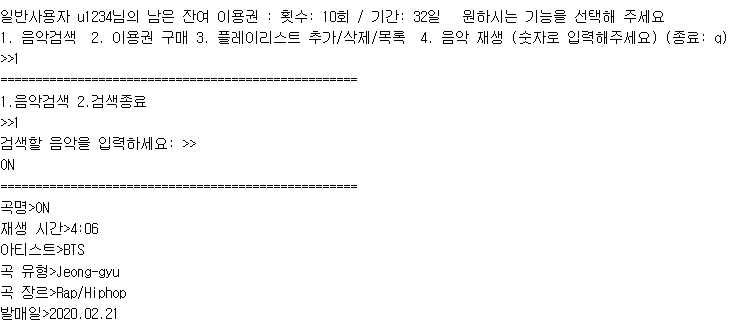 일반사용자 u1234님의 남은 잔여 이용권 : 횟수: 10회 / 기간: 32일 원하시는 기능을 선택해 주세요
1. 음악검색 2. 이용권 구매 3. 플레이리스트 추가/삭제/목록 4. 음악 재생 (숫자로 입력해주세요) (종료: q)
>>1
===================================================
1.음악검색 2.검색종료
>>1
검색할 음악을 입력하세요: >>
ON
===================================================
곡명>ON
재생 시간>4:06
아티스트>BTS
곡 유형>Jeong-gyu
곡 장르>Rap/Hiphop
발매일>2020.02.21